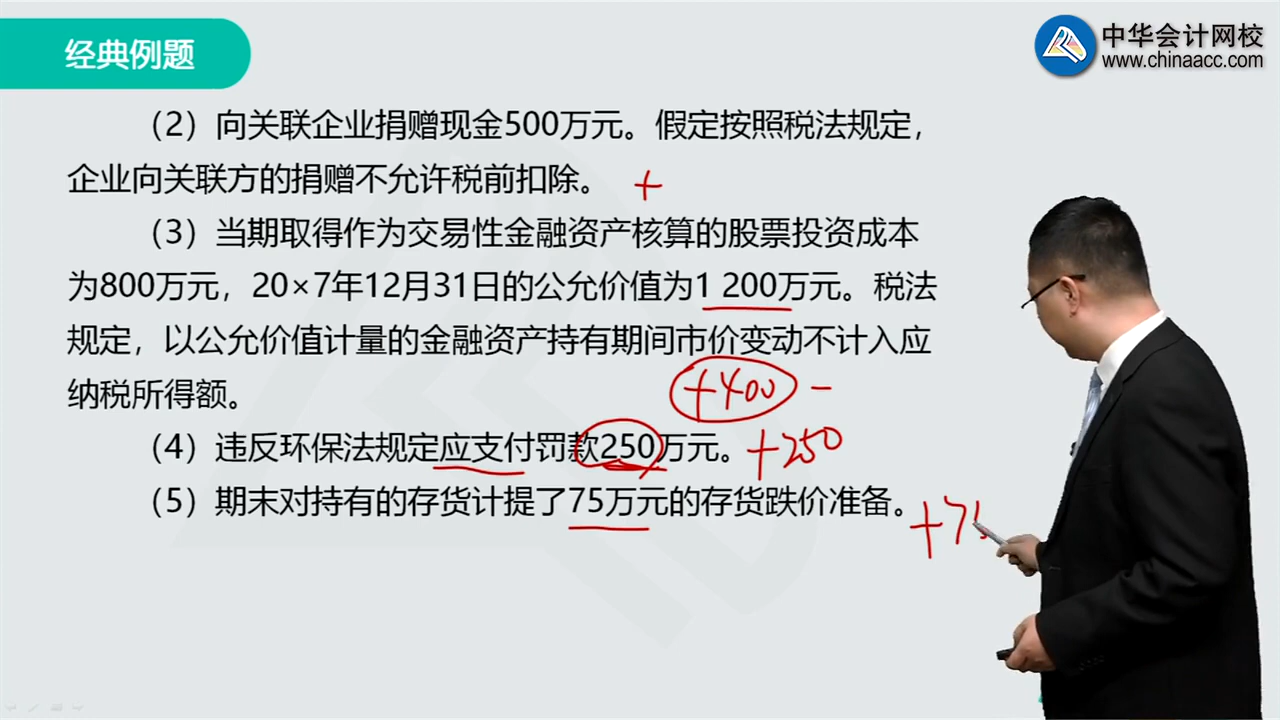 经典例题
中华会计网校
www.chinaacc.com
（2）向关联企业捐赠现金500万元。假定按照税法规定，
企业向关联方的捐赠不允许税前扣除。 +
（3）当期取得作为交易性金融资产核算的股票投资成本
为800万元，20×7年12月31日的公允价值为1 200万元。税法
规定，以公允价值计量的金融资产持有期间市价变动不计入应
纳税所得额。 +400 -
（4）违反环保法规定应支付罚款250万元。 +250
（5）期末对持有的存货计提了75万元的存货跌价准备。